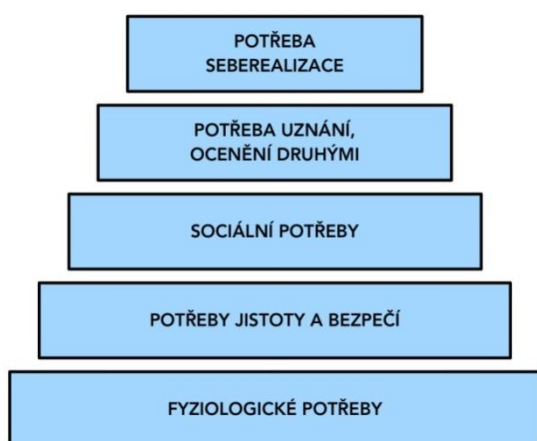 POTŘEBA
SEBEREALIZACE
POTŘEBA UZNÁNÍ,
OCENĚNÍ DRUHÝMI
SOCIÁLNÍ POTŘEBY
POTŘEBY JISTOTY A BEZPEČÍ
FYZIOLOGICKÉ POTŘEBY